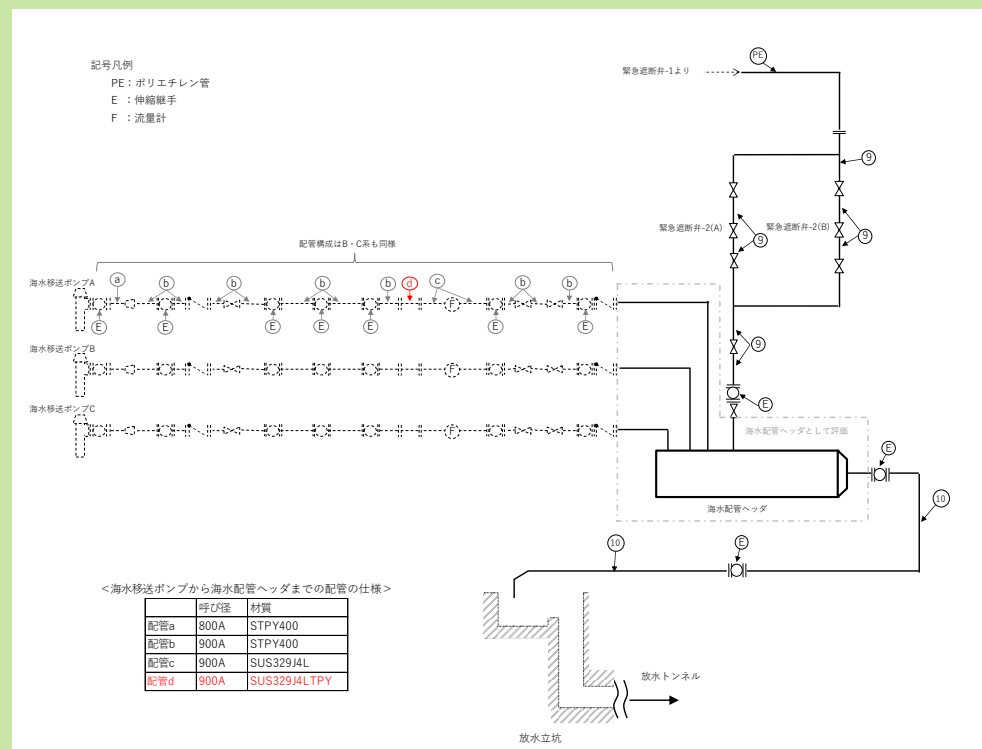 記号凡例
PE：ポリエチレン管
E ：伸縮継手
F ：流量計
緊急遮断弁-1より
PE
9
緊急遮断弁-2(A)
緊急遮断弁-2(B)
9
9
9
E
配管構成はB・C系も同様
海水移送ポンプA
a
b
b
b
b
d
c
b
b
F
E
E
E
E
E
E
E
海水移送ポンプB
F
海水移送ポンプC
F
海水配管ヘッダとして評価
海水配管ヘッダ
E
10
10
E
<海水移送ポンプから海水配管ヘッダまでの配管の仕様>
呼び径 材質
配管a 800A STPY400
配管b 900A STPY400
配管c 900A SUS329J4L
配管d 900A SUS329J4LTPY
放水トンネル
放水立坑